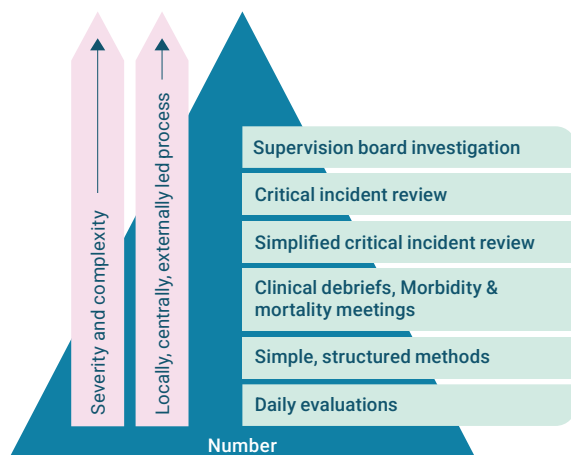 Severity and complexity
Locally, centrally, externally led process
Supervision board investigation
Critical incident review
Simplified critical incident review
Clinical debriefs, Morbidity &
mortality meetings
Simple, structured methods
Daily evaluations
Number